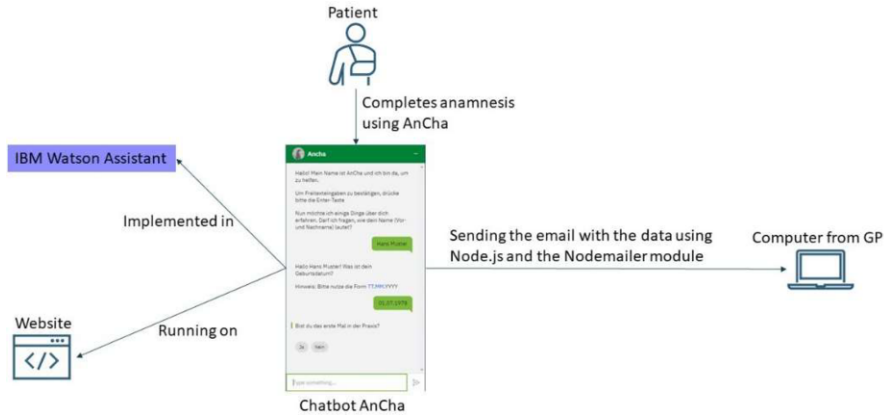 Patient
Completes anamnesis
using AnCha
IBM Watson Assistant
Implemented in
Website
Running on
Ancha
Hallo! Mein Name ist AnCha und ich bin da, um
zu helfen.
Um Freitexteingaben zu bestätigen, drücke
bitte die Enter-Taste.
Nun möchte ich einige Dinge über dich
erfahren. Darf ich fragen, wie dein Name (Vor-
und Nachname) lautet?
Hans Muster
Hallo Hans Muster! Was ist dein
Geburtsdatum?
Hinweis: Bitte nutze die Form TT.MM.YYYY
01.07.1978
Bist du das erste Mal in der Praxis?
Ja
Nein
Type something...
Chatbot AnCha
Sending the email with the data using
Node.js and the Nodemailer module
Computer from GP